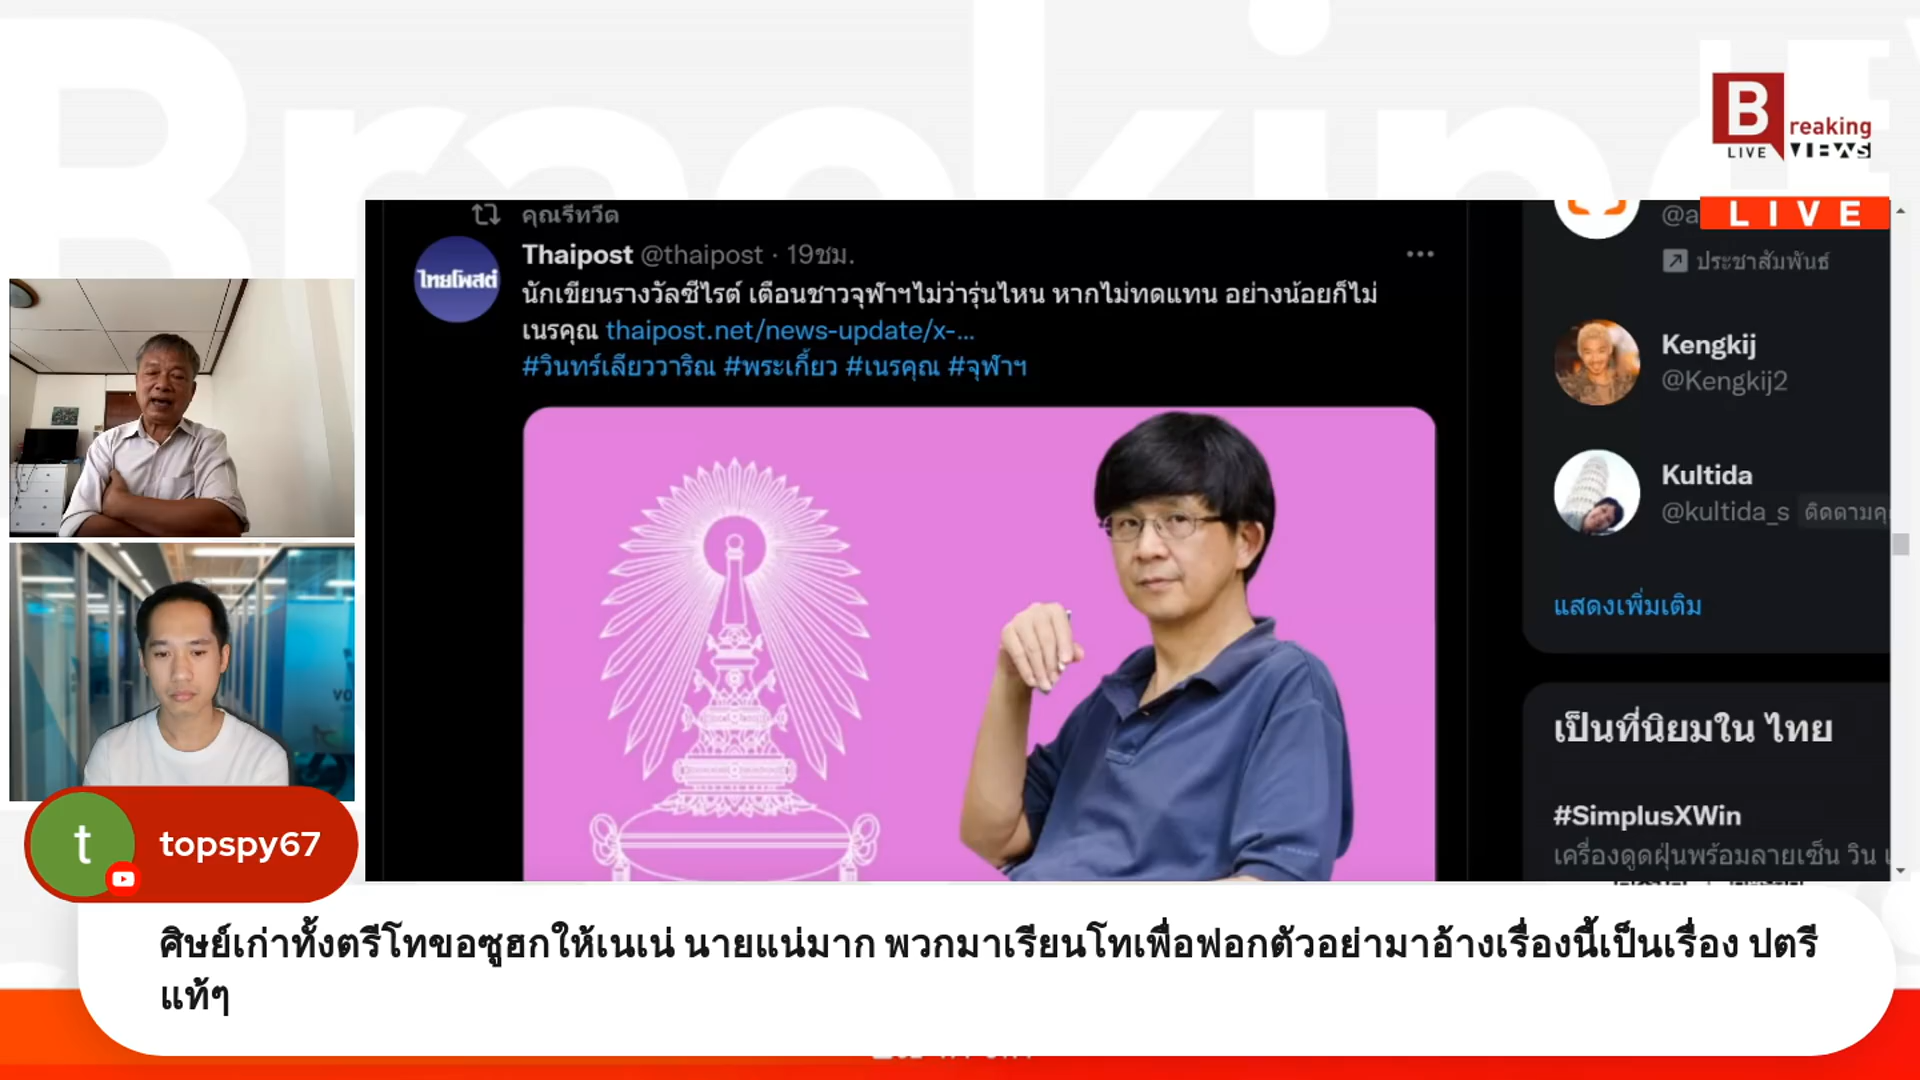 B
reaking
LIVE
VIEWS
LIVE
คุณรีทวีต
ไทยโพสต์
Thaipost @thaipost · 19ชม.
นักเขียนรางวัลซีไรต์ เตือนชาวจุฬาฯไม่ว่ารุ่นไหน หากไม่ทดแทน อย่างน้อยก็ไม่
เนรคุณ thaipost.net/news-update/x-...
#วินทร์เลียววาริณ #พระเกี้ยว #เนรคุณ #จุฬาฯ
@a
ประชาสัมพันธ์
Kengkij
@Kengkij2
Kultida
@kultida_s ติดตามคุ
แสดงเพิ่มเติม
เป็นที่นิยมใน ไทย
#SimplusXWin
เครื่องดูดฝุ่นพร้อมลายเซ็น วิน
t
topspy67
ศิษย์เก่าทั้งตรีโทขอซูฮกให้เนเน่ นายแน่มาก พวกมาเรียนโทเพื่อฟอกตัวอย่ามาอ้างเรื่องนี้เป็นเรื่อง ปตรี
แท้ๆ